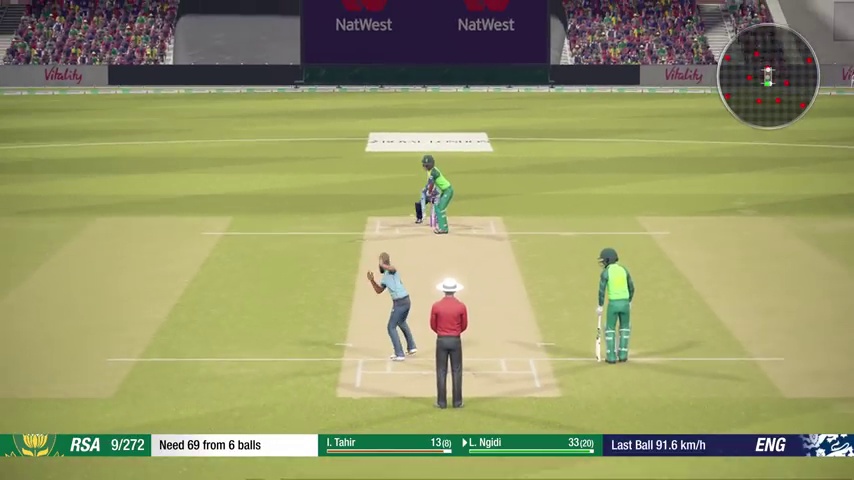 NatWest NatWest
Vitality Vitality
RSA 9/272 Need 69 from 6 balls I. Tahir 13(8) L. Ngidi 33(20) Last Ball 91.6 km/h ENG